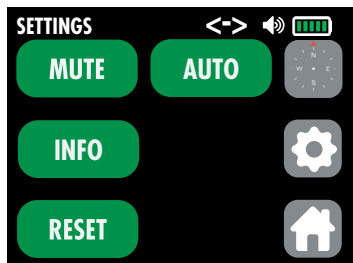 SETTINGS <->
MUTE AUTO
N
W E
S
INFO
RESET